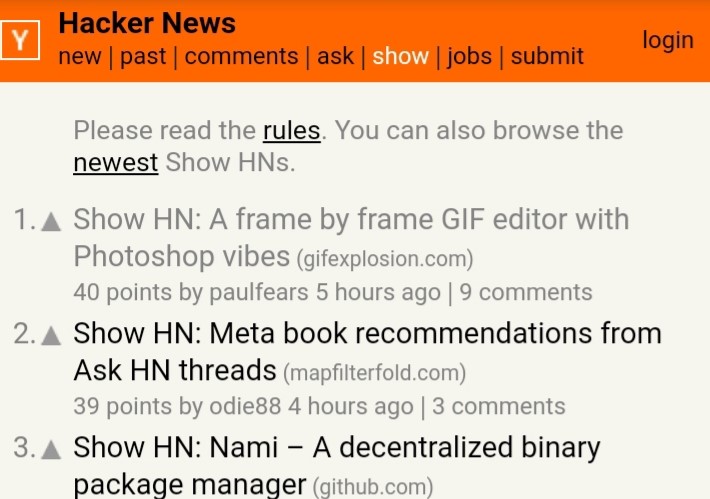 Y
Hacker News
new | past | comments | ask | show | jobs | submit
login
Please read the rules. You can also browse the
newest Show HNs.
1. Show HN: A frame by frame GIF editor with
Photoshop vibes (gifexplosion.com)
40 points by paulfears 5 hours ago | 9 comments
2. Show HN: Meta book recommendations from
Ask HN threads (mapfilterfold.com)
39 points by odie88 4 hours ago | 3 comments
3. Show HN: Nami – A decentralized binary
package manager (github.com)